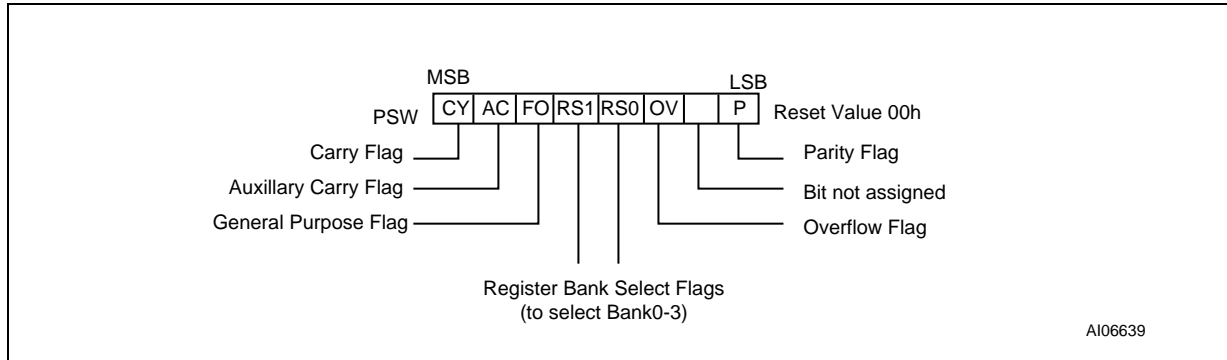 MSB
LSB
PSW CY AC FO RS1 RS0 OV P Reset Value 00h
Carry Flag
Parity Flag
Auxillary Carry Flag
Bit not assigned
General Purpose Flag
Overflow Flag
Register Bank Select Flags
(to select Bank0-3)
AI06639